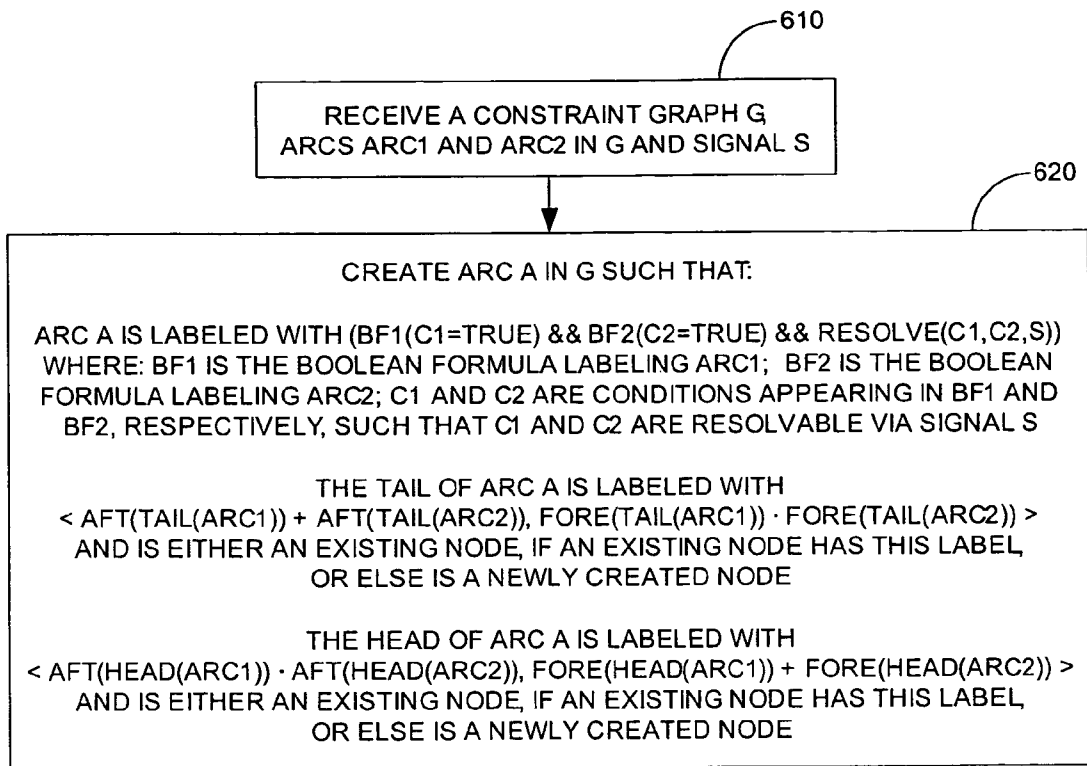 610
RECEIVE A CONSTRAINT GRAPH G,
ARCS ARC1 AND ARC2 IN G AND SIGNAL S
620
CREATE ARC A IN G SUCH THAT:
ARC A IS LABELED WITH (BF1(C1=TRUE) && BF2(C2=TRUE) && RESOLVE(C1,C2,S))
WHERE: BF1 IS THE BOOLEAN FORMULA LABELING ARC1; BF2 IS THE BOOLEAN
FORMULA LABELING ARC2; C1 AND C2 ARE CONDITIONS APPEARING IN BF1 AND
BF2, RESPECTIVELY, SUCH THAT C1 AND C2 ARE RESOLVABLE VIA SIGNAL S
THE TAIL OF ARC A IS LABELED WITH
< AFT(TAIL(ARC1)) + AFT(TAIL(ARC2)), FORE(TAIL(ARC1)) · FORE(TAIL(ARC2)) >
AND IS EITHER AN EXISTING NODE, IF AN EXISTING NODE HAS THIS LABEL,
OR ELSE IS A NEWLY CREATED NODE
THE HEAD OF ARC A IS LABELED WITH
< AFT(HEAD(ARC1)) · AFT(HEAD(ARC2)), FORE(HEAD(ARC1)) + FORE(HEAD(ARC2)) >
AND IS EITHER AN EXISTING NODE, IF AN EXISTING NODE HAS THIS LABEL,
OR ELSE IS A NEWLY CREATED NODE